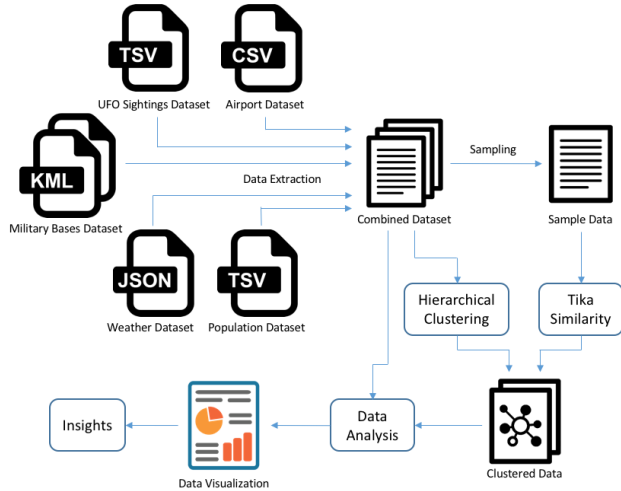 TSV
CSV
UFO Sightings Dataset
Airport Dataset
KML
Military Bases Dataset
Data Extraction
Sampling
Combined Dataset
Sample Data
JSON
TSV
Weather Dataset
Population Dataset
Hierarchical
Clustering
Tika
Similarity
Insights
Data
Analysis
Data Visualization
Clustered Data